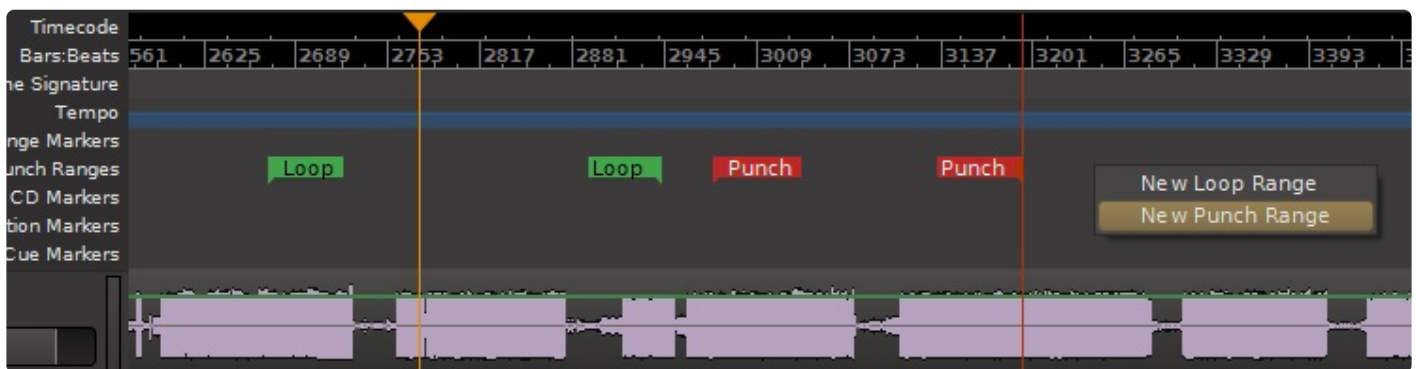 Timecode
Bars:Beats 561 2625 2689 2753 2817 2881 2945 3009 3073 3137 3201 3265 3329 3393 3
ne Signature
Tempo
nge Markers
unch Ranges Loop Loop Punch Punch
CD Markers
tion Markers
Cue Markers
New Loop Range
New Punch Range